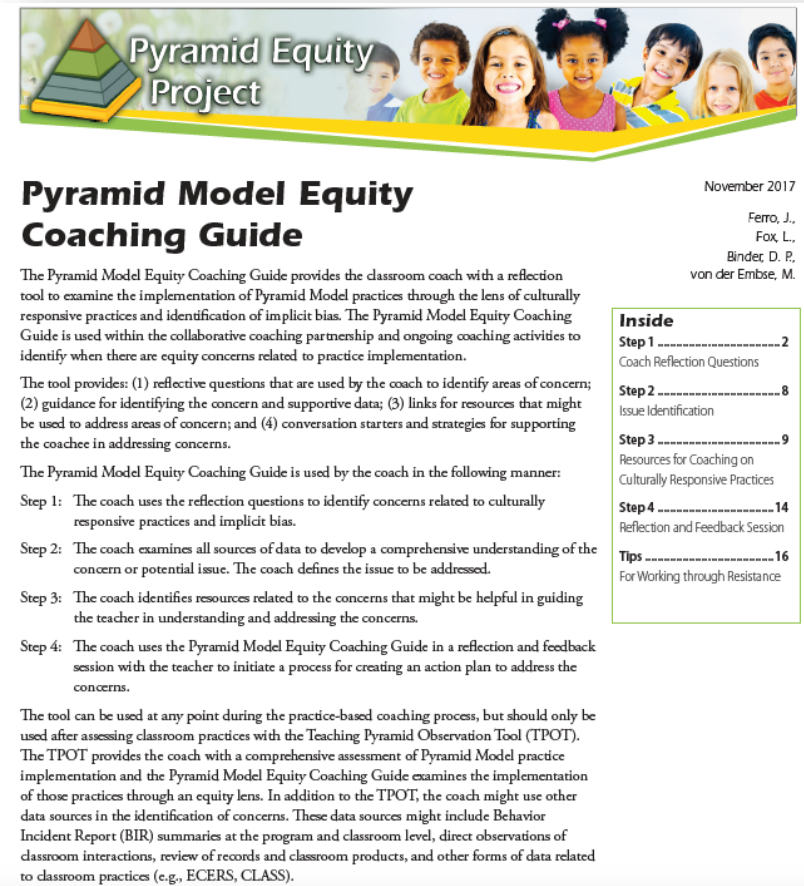 Pyramid Equity
Project
Pyramid Model Equity
Coaching Guide
The Pyramid Model Equity Coaching Guide provides the classroom coach with a reflection
tool to examine the implementation of Pyramid Model practices through the lens of culturally
responsive practices and identification of implicit bias. The Pyramid Model Equity Coaching
Guide is used within the collaborative coaching partnership and ongoing coaching activities to
identify when there are equity concerns related to practice implementation.
The tool provides: (1) reflective questions that are used by the coach to identify areas of concern;
(2) guidance for identifying the concern and supportive data; (3) links for resources that might
be used to address areas of concern; and (4) conversation starters and strategies for supporting
the coachee in addressing concerns.
The Pyramid Model Equity Coaching Guide is used by the coach in the following manner:
Step 1: The coach uses the reflection questions to identify concerns related to culturally
responsive practices and implicit bias.
Step 2: The coach examines all sources of data to develop a comprehensive understanding of the
concern or potential issue. The coach defines the issue to be addressed.
Step 3: The coach identifies resources related to the concerns that might be helpful in guiding
the teacher in understanding and addressing the concerns.
Step 4: The coach uses the Pyramid Model Equity Coaching Guide in a reflection and feedback
session with the teacher to initiate a process for creating an action plan to address the
concerns.
The tool can be used at any point during the practice-based coaching process, but should only be
used after assessing classroom practices with the Teaching Pyramid Observation Tool (TPOT).
The TPOT provides the coach with a comprehensive assessment of Pyramid Model practice
implementation and the Pyramid Model Equity Coaching Guide examines the implementation
of those practices through an equity lens. In addition to the TPOT, the coach might use other
data sources in the identification of concerns. These data sources might include Behavior
Incident Report (BIR) summaries at the program and classroom level, direct observations of
classroom interactions, review of records and classroom products, and other forms of data related
to classroom practices (e.g., ECERS, CLASS).
November 2017
Ferro, J.,
Fox, L.,
Binder, D. P.,
von der Embse, M.
Inside
Step 1 ................................2
Coach Reflection Questions
Step 2 ................................8
Issue Identification
Step 3 ................................9
Resources for Coaching on
Culturally Responsive Practices
Step 4 ..............................14
Reflection and Feedback Session
Tips ..................................16
For Working through Resistance